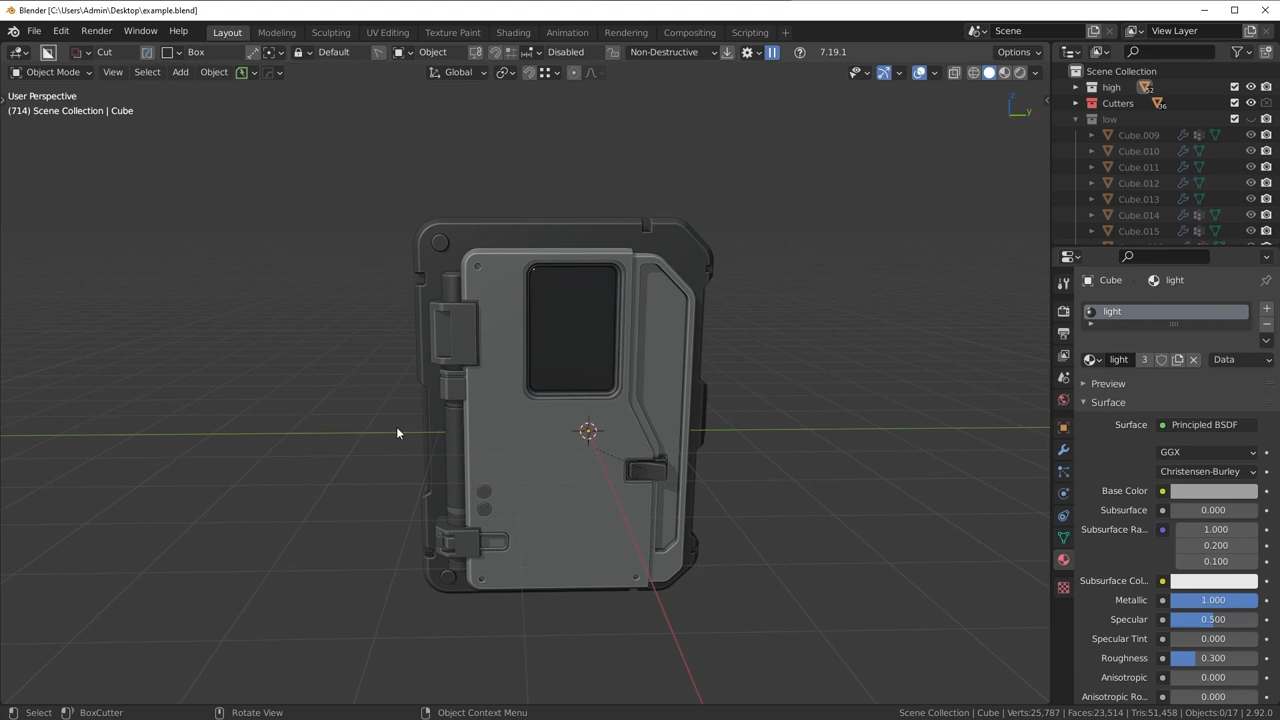 Blender [C:\Users\Admin\Desktop\example.blend]
File Edit Render Window Help Layout Modeling Sculpting UV Editing Texture Paint Shading Animation Rendering Compositing Scripting + Scene View Layer
Cut Box Default Object Disabled Non-Destructive 7.19.1 Options
Object Mode View Select Add Object Global
User Perspective
(714) Scene Collection | Cube
Z
Y
Scene Collection
high 52
Cutters 36
low
Cube.009
Cube.010
Cube.011
Cube.012
Cube.013
Cube.014
Cube.015
Cube light
light
light 3 Data
Preview
Surface
Surface Principled BSDF
GGX
Christensen-Burley
Base Color
Subsurface 0.000
Subsurface Ra... 1.000
0.200
0.100
Subsurface Col...
Metallic 1.000
Specular 0.500
Specular Tint 0.000
Roughness 0.300
Anisotropic 0.000
Anisotropic Ro... 0.000
Select BoxCutter Rotate View Object Context Menu Scene Collection | Cube | Verts:25,787 | Faces:23,514 | Tris:51,458 | Objects:0/17 | 2.92.0